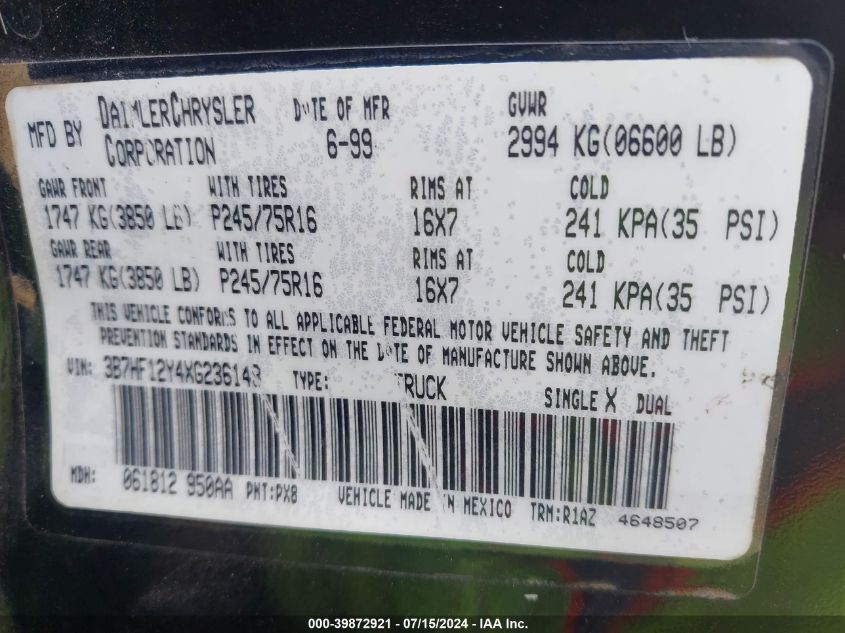 MFD BY DAIMLERCHRYSLER CORPORATION DATE OF MFR 6-99 GVWR 2994 KG(06600 LB)
GAWR FRONT WITH TIRES RIMS AT COLD
1747 KG(3850 LB) P245/75R16 16X7 241 KPA(35 PSI)
GAWR REAR WITH TIRES RIMS AT COLD
1747 KG(3850 LB) P245/75R16 16X7 241 KPA(35 PSI)
THIS VEHICLE CONFORMS TO ALL APPLICABLE FEDERAL MOTOR VEHICLE SAFETY AND THEFT
PREVENTION STANDARDS IN EFFECT ON THE DATE OF MANUFACTURE SHOWN ABOVE.
VIN: 3B7HF12Y4XG236143 TYPE: TRUCK SINGLE X DUAL
MDH: 061812 950AA PNT:PX8 VEHICLE MADE IN MEXICO TRM:R1AZ 4648507
000-39872921 - 07/15/2024 - IAA Inc.